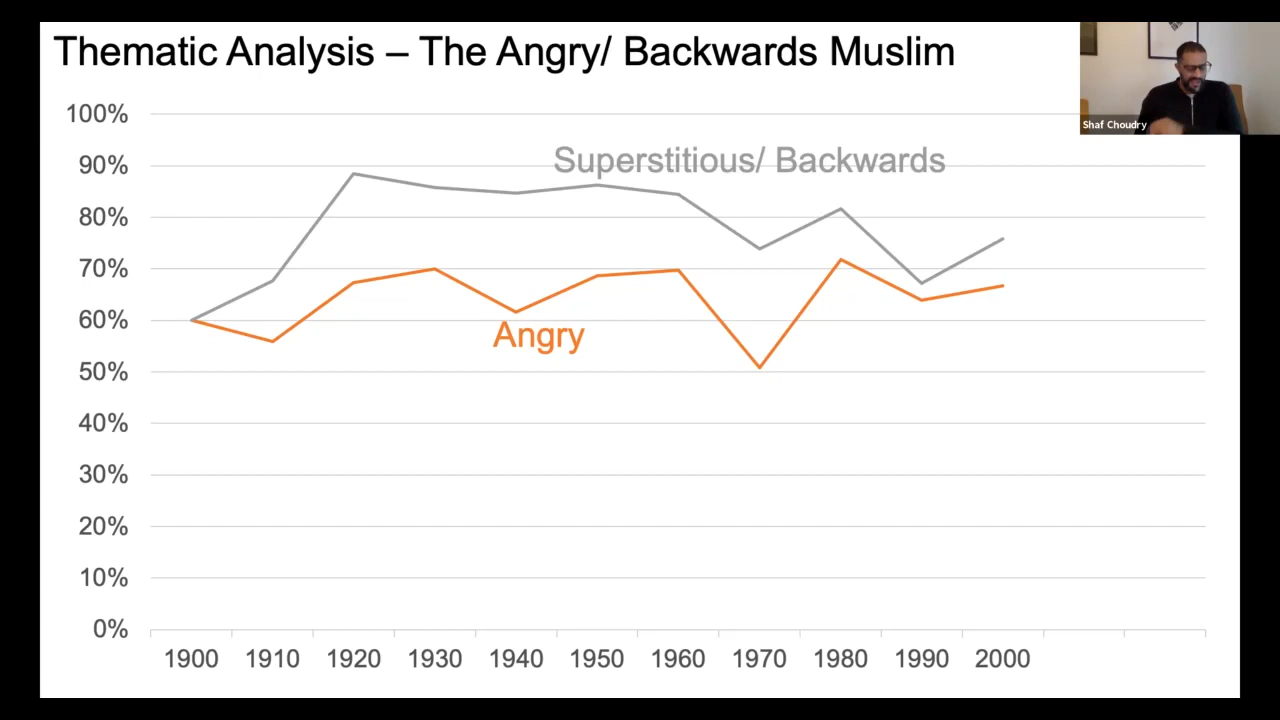 Thematic Analysis – The Angry/ Backwards Muslim
Shaf Choudry
100%
90%
80%
70%
60%
50%
40%
30%
20%
10%
0%
Superstitious/ Backwards
Angry
1900 1910 1920 1930 1940 1950 1960 1970 1980 1990 2000